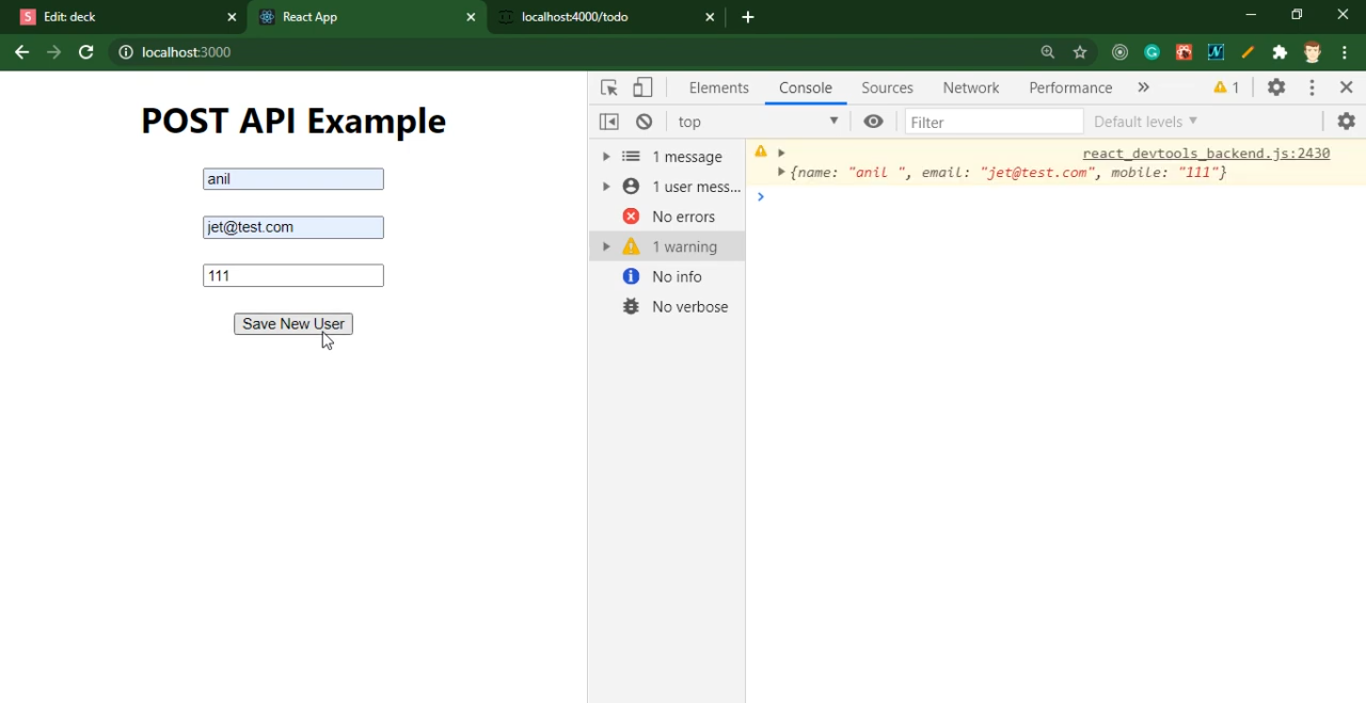 Edit: deck
React App
localhost:4000/todo
localhost:3000
POST API Example
anil
jet@test.com
111
Save New User
Elements Console Sources Network Performance » 1
top Filter Default levels
1 message
1 user mess...
No errors
1 warning
No info
No verbose
react_devtools_backend.js:2430
{name: "anil ", email: "jet@test.com", mobile: "111"}